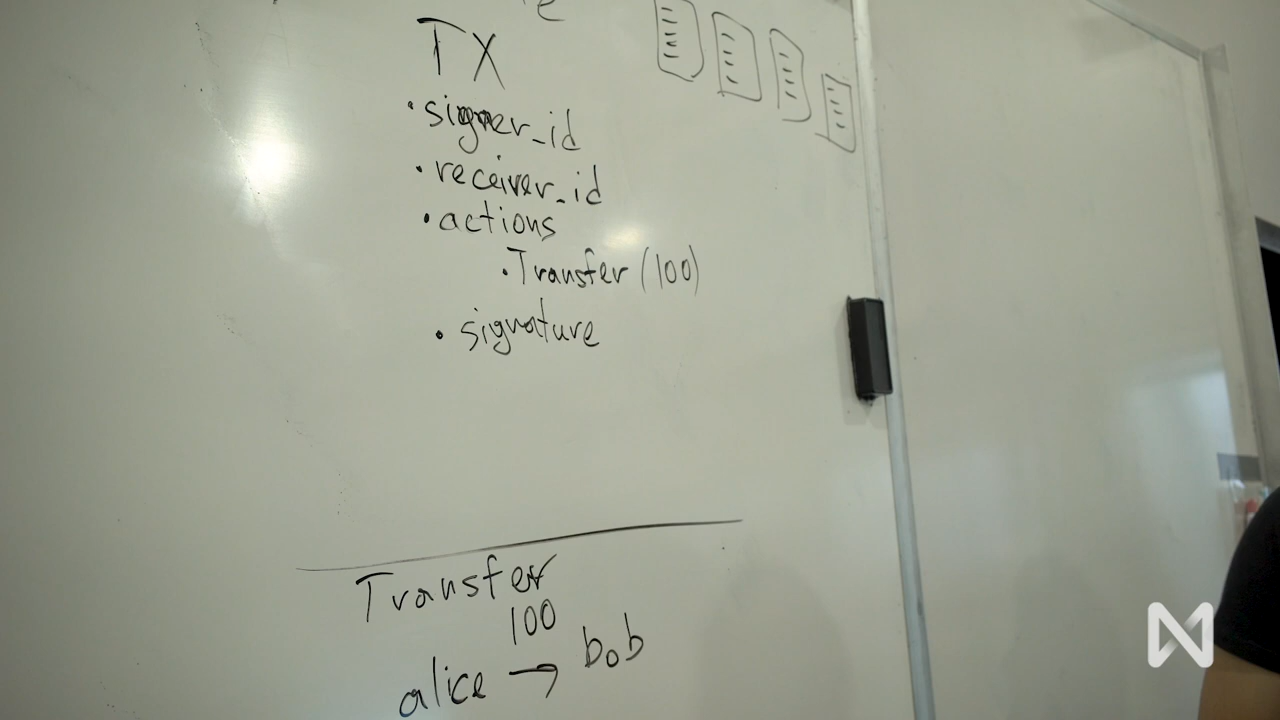 TX
• signer_id
• receiver_id
• actions
• Transfer (100)
• signature
Transfer
100
alice → bob